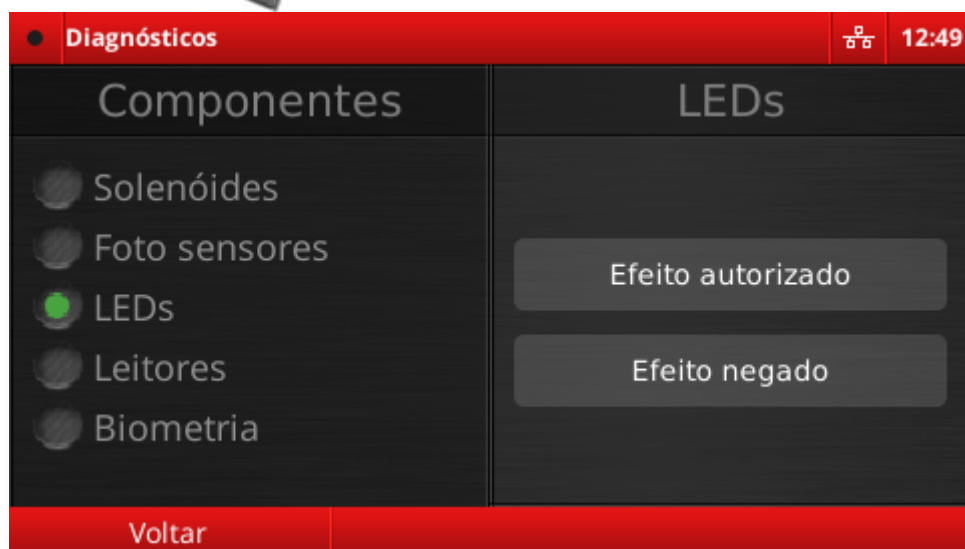 Diagnósticos
12:49
Componentes
LEDs
Solenóides
Foto sensores
LEDs
Leitores
Biometria
Efeito autorizado
Efeito negado
Voltar